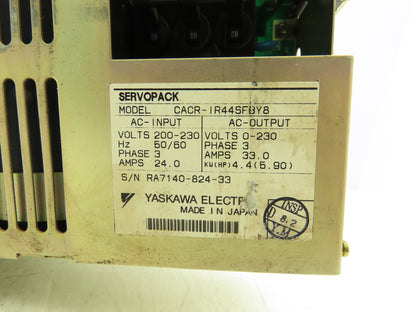 SERVOPACK
MODEL CACR-IR44SFBY8
AC-INPUT AC-OUTPUT
VOLTS 200-230 VOLTS 0-230
Hz 50/60 PHASE 3
PHASE 3 AMPS 33.0
AMPS 24.0 kW(HP) 4.4(5.90)
S/N RA7140-824-33
YASKAWA ELECTR
MADE IN JAPAN
INSP
D 8.2
Y.M